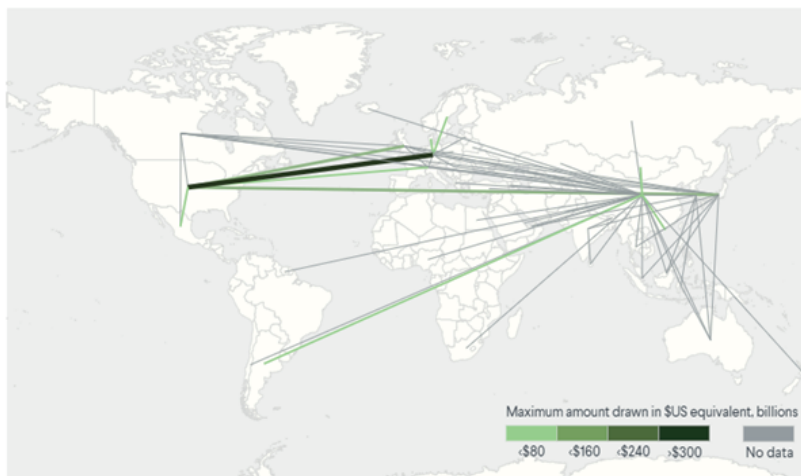 Maximum amount drawn in $US equivalent, billions
<$80 <$160 <$240 >$300 No data